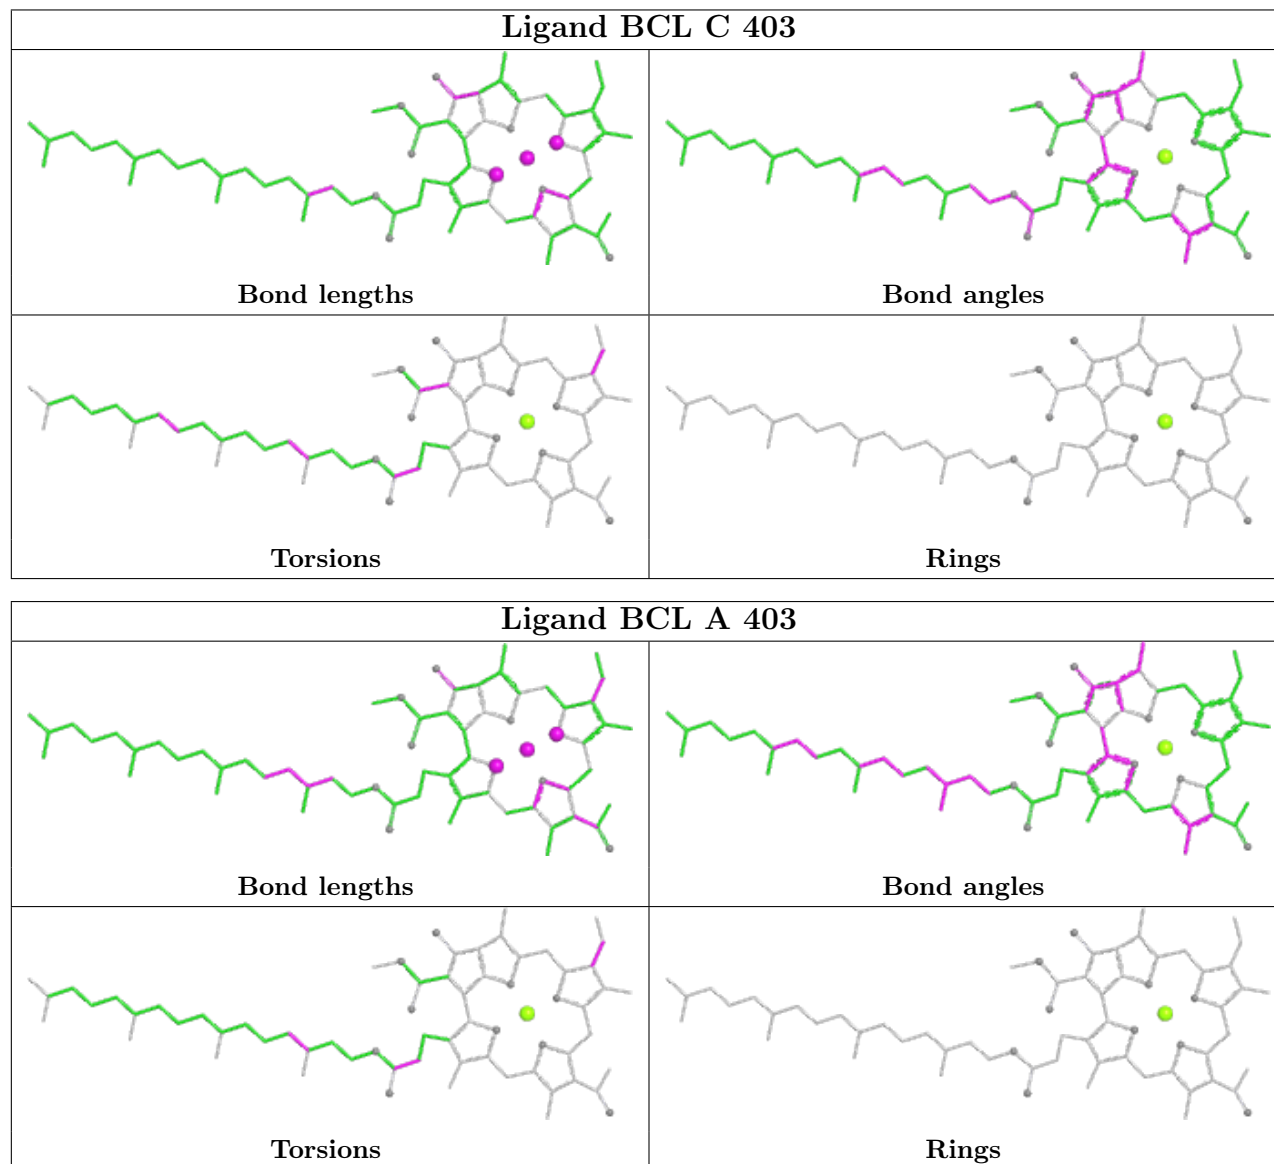 Ligand BCL C 403
Bond lengths
Bond angles
Torsions
Rings
Ligand BCL A 403
Bond lengths
Bond angles
Torsions
Rings